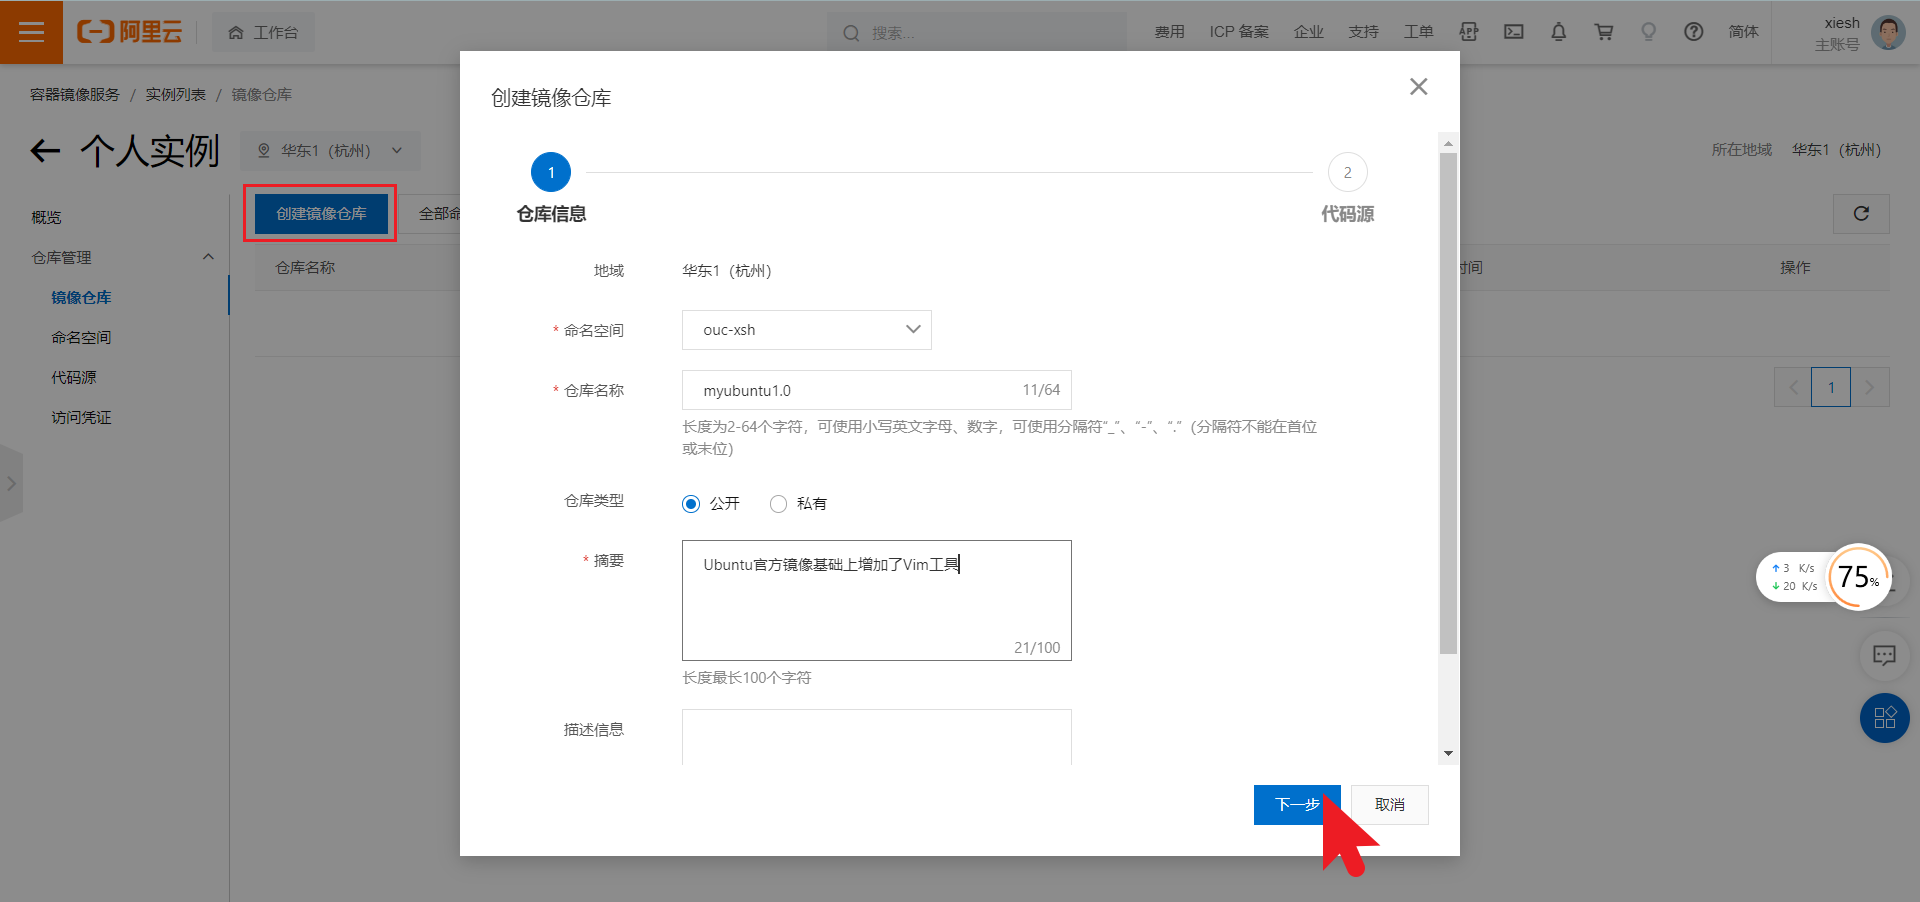 阿里云
工作台
搜索...
费用
ICP 备案
企业
支持
工单
APP
简体
xiesh
主账号
容器镜像服务 / 实例列表 / 镜像仓库
个人实例
华东1（杭州）
所在地域 华东1（杭州）
概览
仓库管理
镜像仓库
命名空间
代码源
访问凭证
创建镜像仓库
全部命
仓库名称
时间
操作
1
创建镜像仓库
1
2
仓库信息
代码源
地域 华东1（杭州）
* 命名空间 ouc-xsh
* 仓库名称 myubuntu1.0 11/64
长度为2-64个字符，可使用小写英文字母、数字，可使用分隔符“_”、“-”、“.”（分隔符不能在首位
或末位）
仓库类型 公开 私有
* 摘要 Ubuntu官方镜像基础上增加了Vim工具
21/100
长度最长100个字符
描述信息
下一步
取消
↑ 3 K/s
↓ 20 K/s
75%